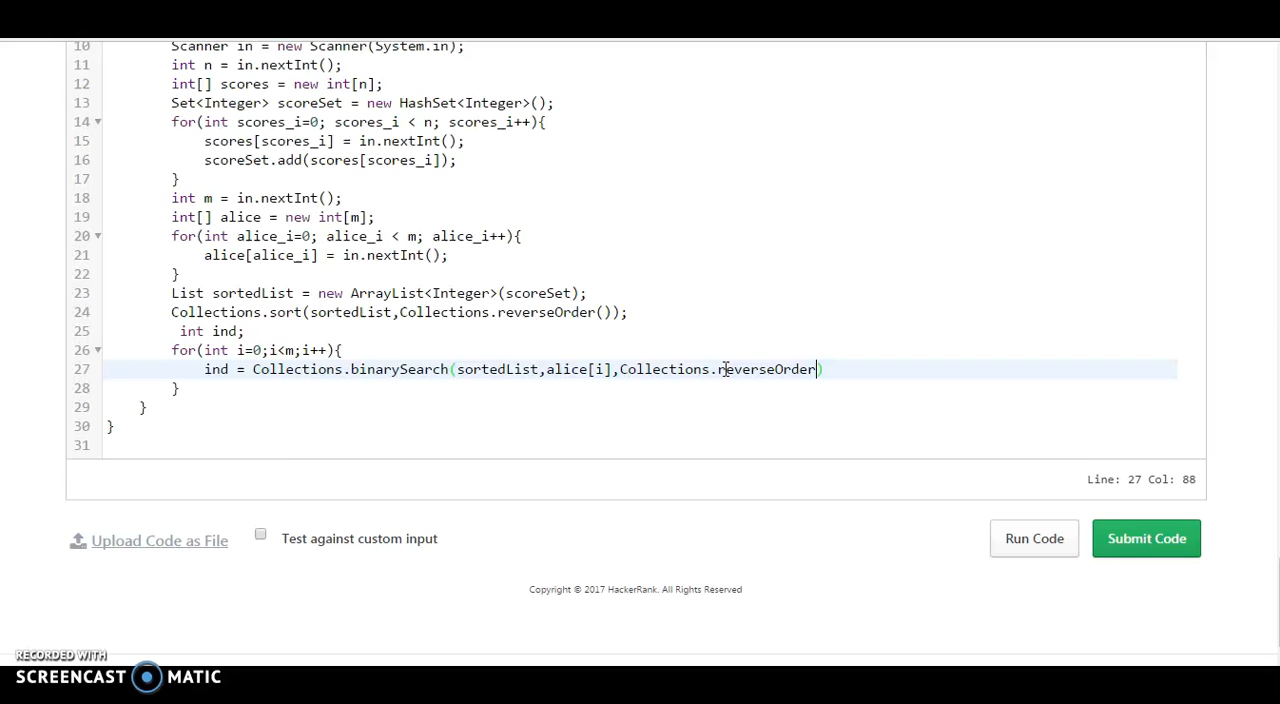 10 Scanner in = new Scanner(System.in);
11 int n = in.nextInt();
12 int[] scores = new int[n];
13 Set<Integer> scoreSet = new HashSet<Integer>();
14 for(int scores_i=0; scores_i < n; scores_i++){
15 scores[scores_i] = in.nextInt();
16 scoreSet.add(scores[scores_i]);
17 }
18 int m = in.nextInt();
19 int[] alice = new int[m];
20 for(int alice_i=0; alice_i < m; alice_i++){
21 alice[alice_i] = in.nextInt();
22 }
23 List sortedList = new ArrayList<Integer>(scoreSet);
24 Collections.sort(sortedList,Collections.reverseOrder());
25 int ind;
26 for(int i=0;i<m;i++){
27 ind = Collections.binarySearch(sortedList,alice[i],Collections.reverseOrder)
28 }
29 }
30 }
31
Line: 27 Col: 88
Upload Code as File Test against custom input Run Code Submit Code
Copyright © 2017 HackerRank. All Rights Reserved
RECORDED WITH
SCREENCAST MATIC